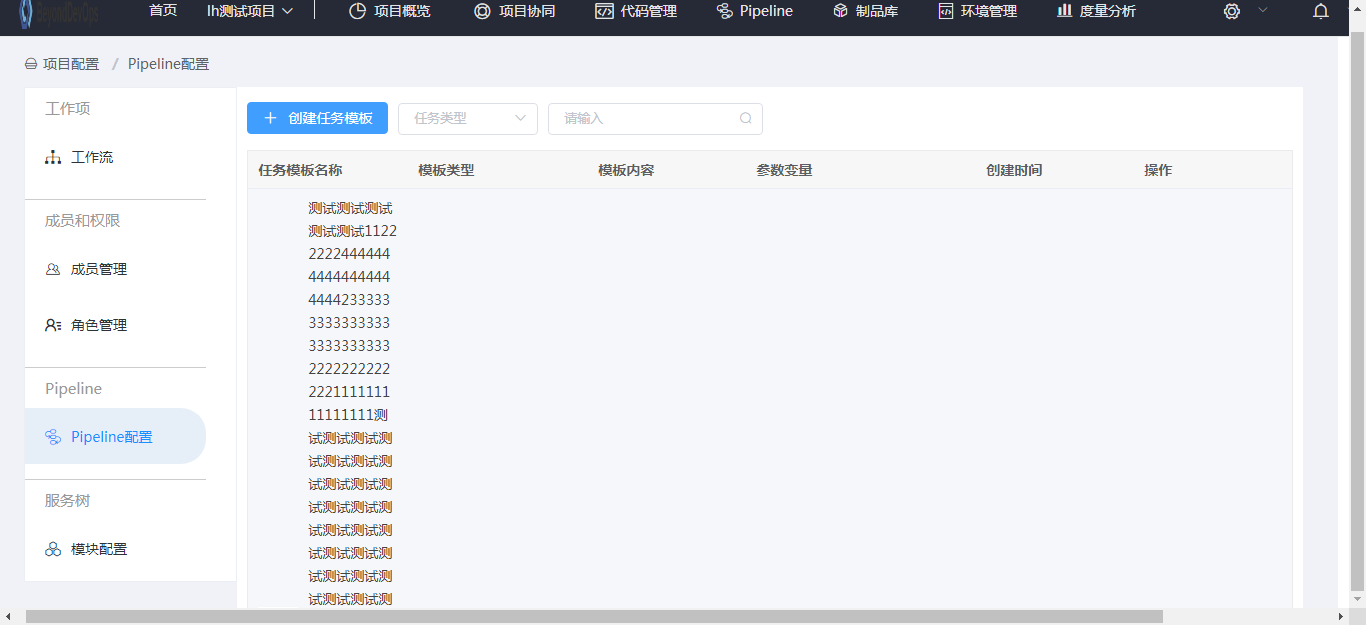 BeyondDevOps 首页 lh测试项目 项目概览 项目协同 代码管理 Pipeline 制品库 环境管理 度量分析
项目配置 / Pipeline配置
工作项
工作流
成员和权限
成员管理
角色管理
Pipeline
Pipeline配置
服务树
模块配置
创建任务模板 任务类型 请输入
任务模板名称 模板类型 模板内容 参数变量 创建时间 操作
测试测试测试
测试测试1122
2222444444
4444444444
4444233333
3333333333
3333333333
2222222222
2221111111
11111111测
试测试测试测
试测试测试测
试测试测试测
试测试测试测
试测试测试测
试测试测试测
试测试测试测
试测试测试测